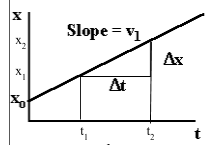 x
Slope = v₁
x₂
Δx
x₁
Δt
x₀
t₁
t₂
t